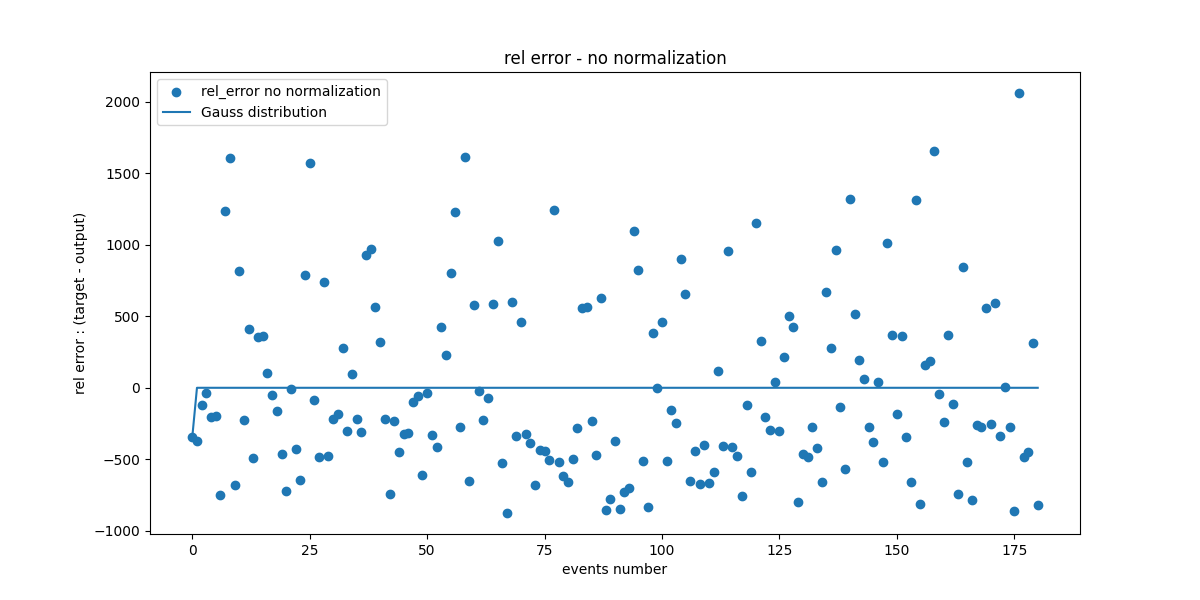 rel error - no normalization
rel_error no normalization
Gauss distribution
rel error : (target - output)
2000
1500
1000
500
0
−500
−1000
0 25 50 75 100 125 150 175
events number